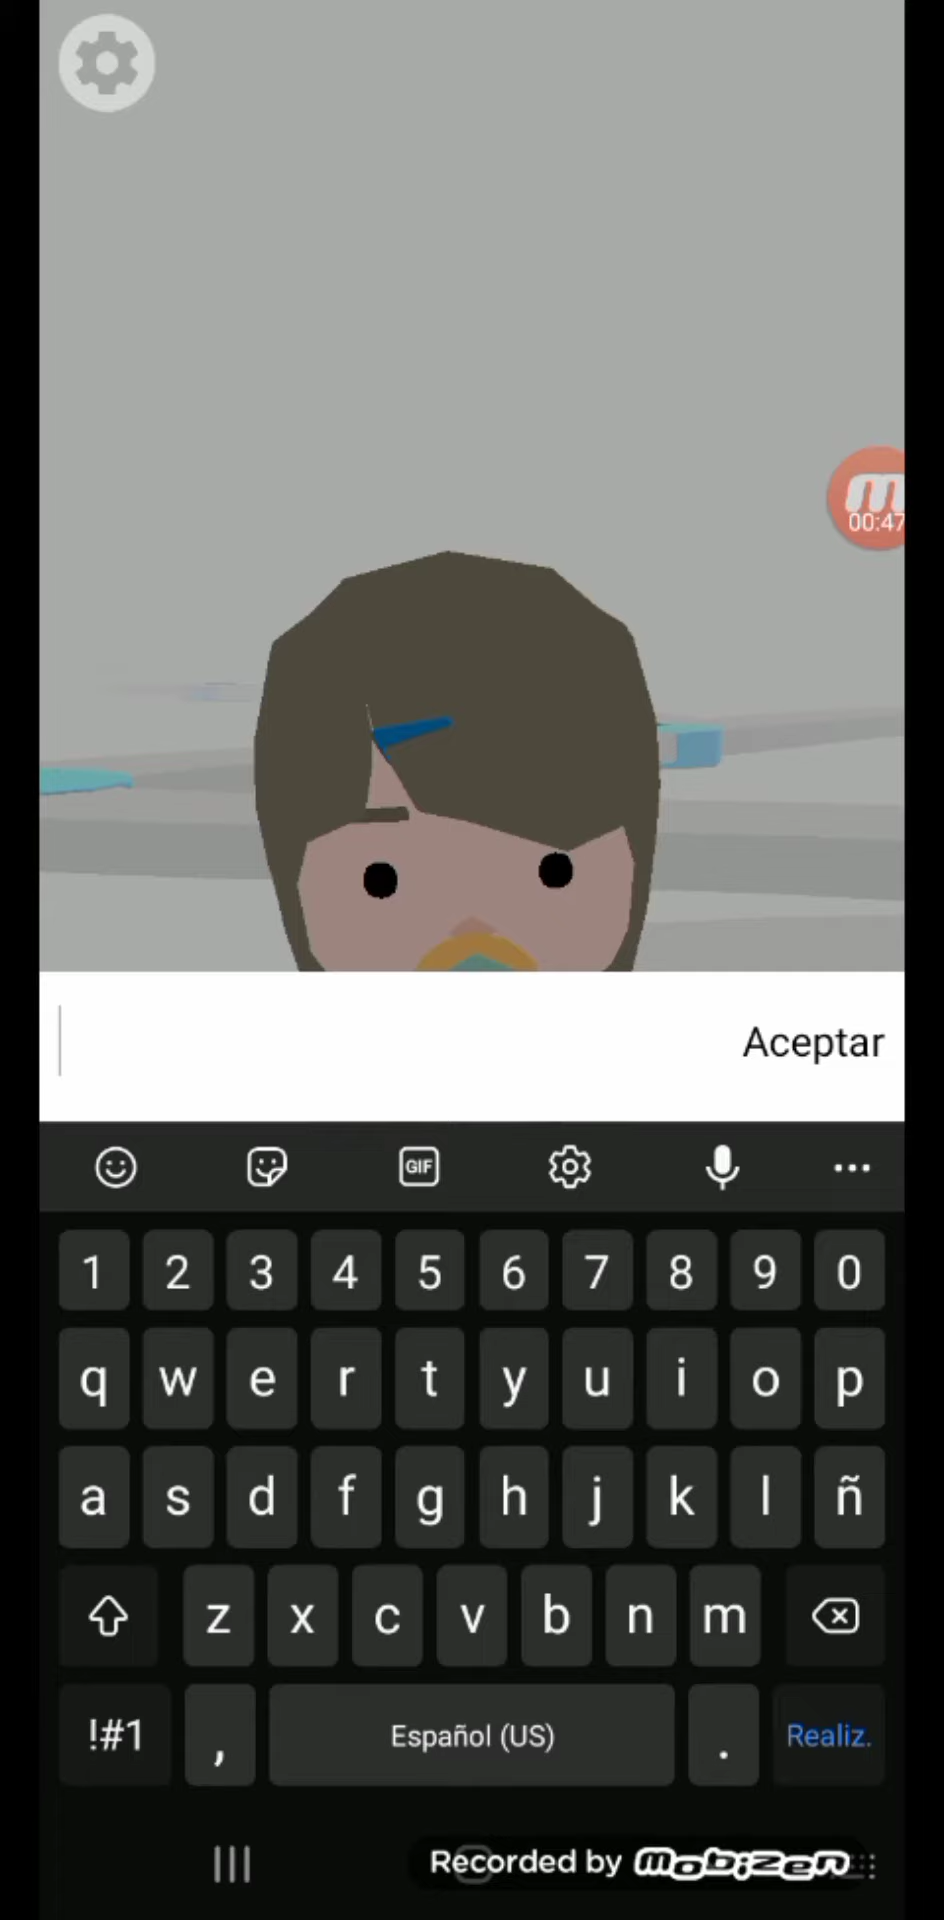 m
00:47
Aceptar
GIF
1 2 3 4 5 6 7 8 9 0
q w e r t y u i o p
a s d f g h j k l ñ
z x c v b n m
!#1 , Español (US) . Realiz.
Recorded by mobizen